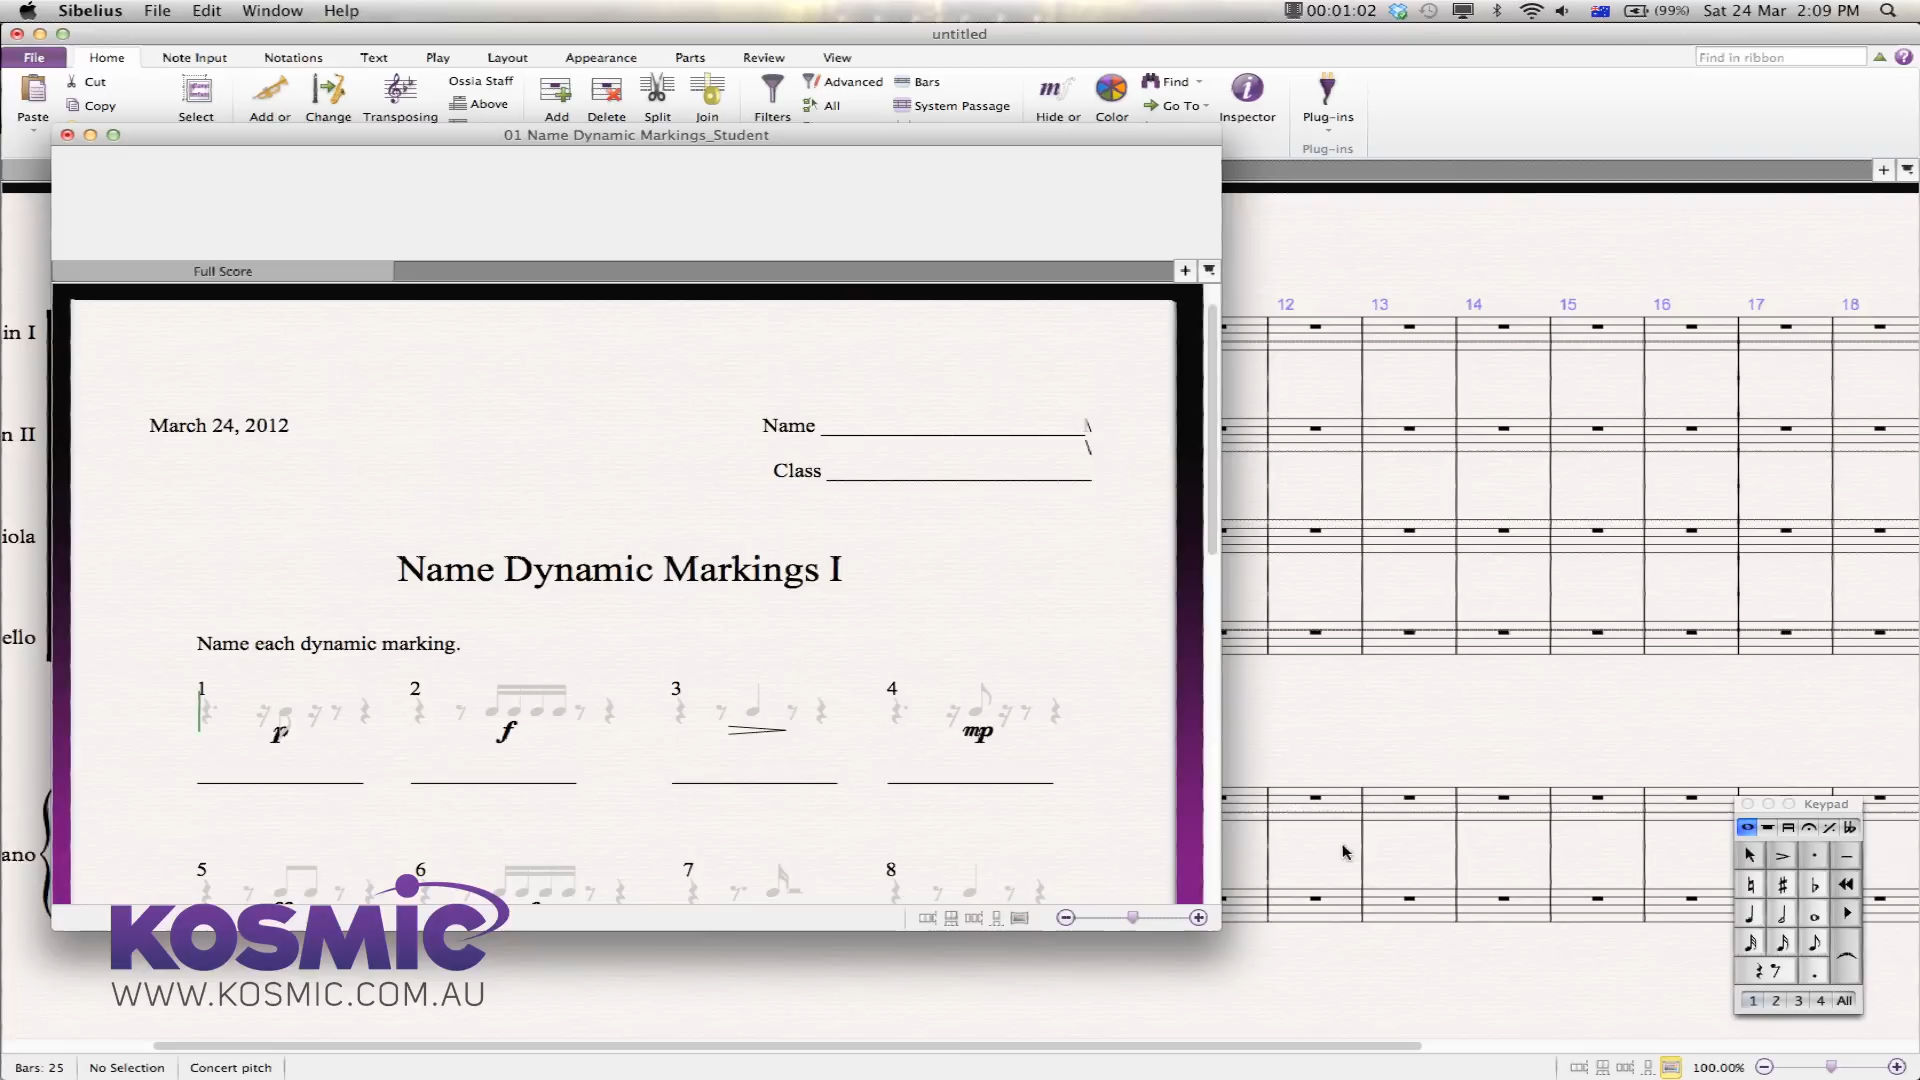 Sibelius File Edit Window Help 00:01:02 (99%) Sat 24 Mar 2:09 PM
untitled
File Home Note Input Notations Text Play Layout Appearance Parts Review View Find in ribbon
Cut Ossia Staff Advanced Bars Find
Copy Above All System Passage Go To
Paste Select Add or Change Transposing Add Delete Split Join Filters Hide or Color Inspector Plug-ins
01 Name Dynamic Markings_Student
Plug-ins
Full Score
12 13 14 15 16 17 18
in I
March 24, 2012 Name
n II
Class
iola
Name Dynamic Markings I
ello
Name each dynamic marking.
1 2 3 4
p f mp
Keypad
ano
5 6 7 8
KOSMIC
WWW.KOSMIC.COM.AU
1 2 3 4 All
Bars: 25 No Selection Concert pitch 100.00%